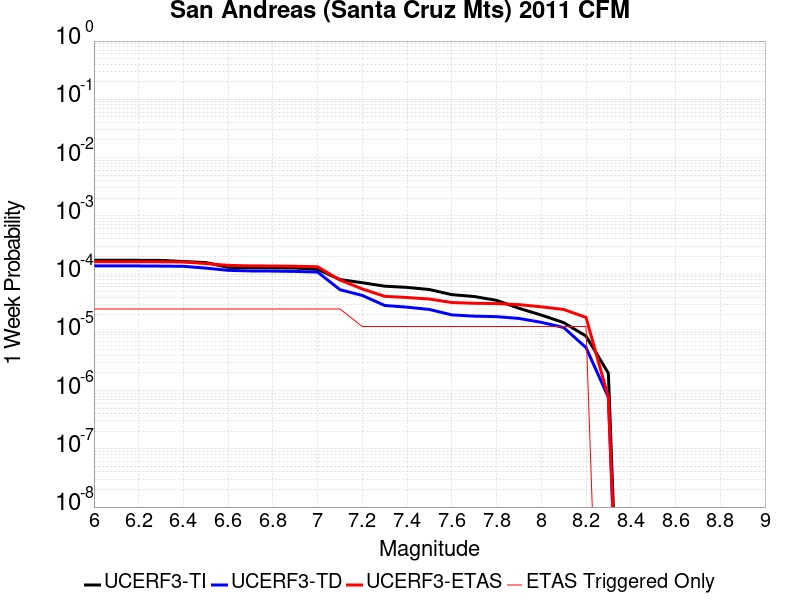 San Andreas (Santa Cruz Mts) 2011 CFM
10^0
10^-1
10^-2
10^-3
10^-4
10^-5
10^-6
10^-7
10^-8
1 Week Probability
6 6.2 6.4 6.6 6.8 7 7.2 7.4 7.6 7.8 8 8.2 8.4 8.6 8.8 9
Magnitude
UCERF3-TI UCERF3-TD UCERF3-ETAS ETAS Triggered Only